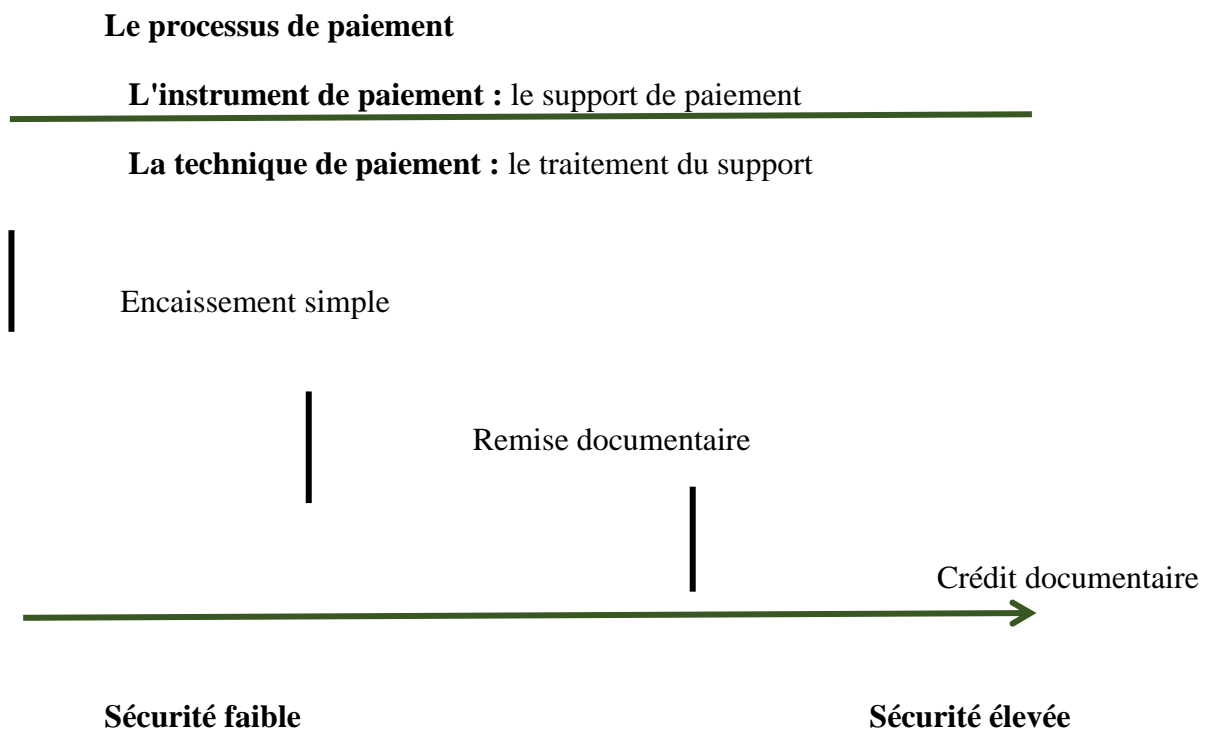 Le processus de paiement
L'instrument de paiement : le support de paiement
La technique de paiement : le traitement du support
Encaissement simple
Remise documentaire
Crédit documentaire
Sécurité faible
Sécurité élevée